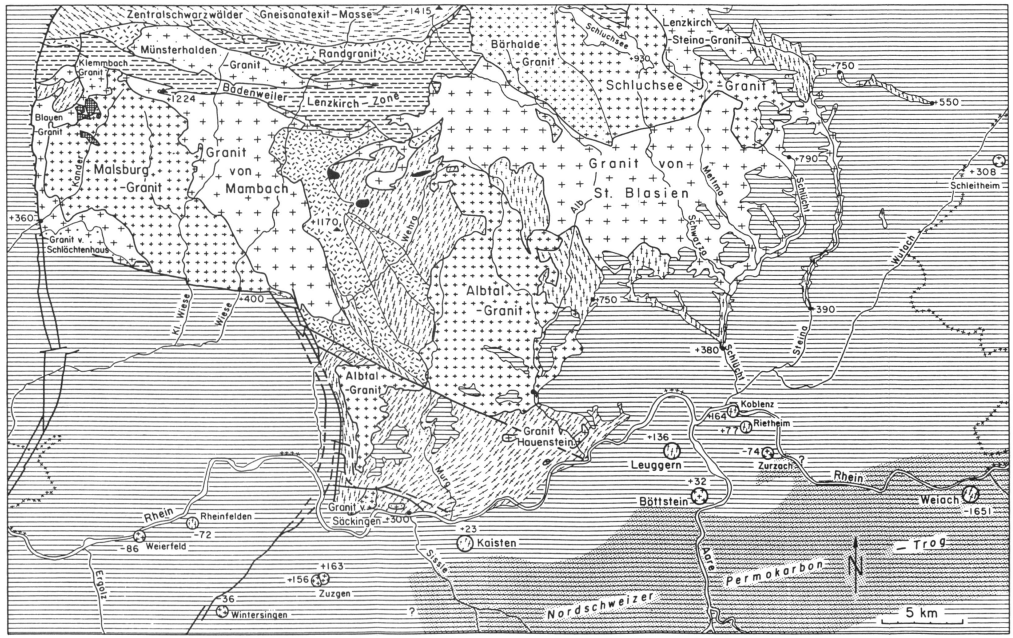 Zentralschwarzwälder Gneisanatexit-Masse
+1415
Münsterhalden
-Granit
Randgranit
Bärhalde-
Granit
Schluchsee
+930
Lenzkirch
Steina-Granit
+750
550
Klemmbach
Granit
+1224
Badenweiler
Lenzkirch-Zone
Schluchsee
-Granit
Blauen
-Granit
Kander
Malsburg
-Granit
Granit
von
Mambach
Granit von
St. Blasien
Mettma
+790
Schlücht
+308
Schleitheim
+360
Granit v.
Schlächtenhaus
+1170
Wehra
Alb
Schwarza
Wutach
Kl. Wiese
Wiese
+400
Albtal
-Granit
+750
390
Steina
+380
Schlücht
Albtal
-Granit
Granit v.
Hauenstein
Koblenz
+164
Rietheim
+77
+136
Leuggern
-74
Zurzach
?
Murg
Rhein
Weiach
-1651
+32
Böttstein
Granit v.
Säckingen
+300
Rhein
Rheinfelden
-72
-86
Weierfeld
+23
Kaisten
Sissle
Aare
Permokarbon
-Trog
N
Ergolz
+163
+156
Zuzgen
-36
Wintersingen
?
Nordschweizer
5 km